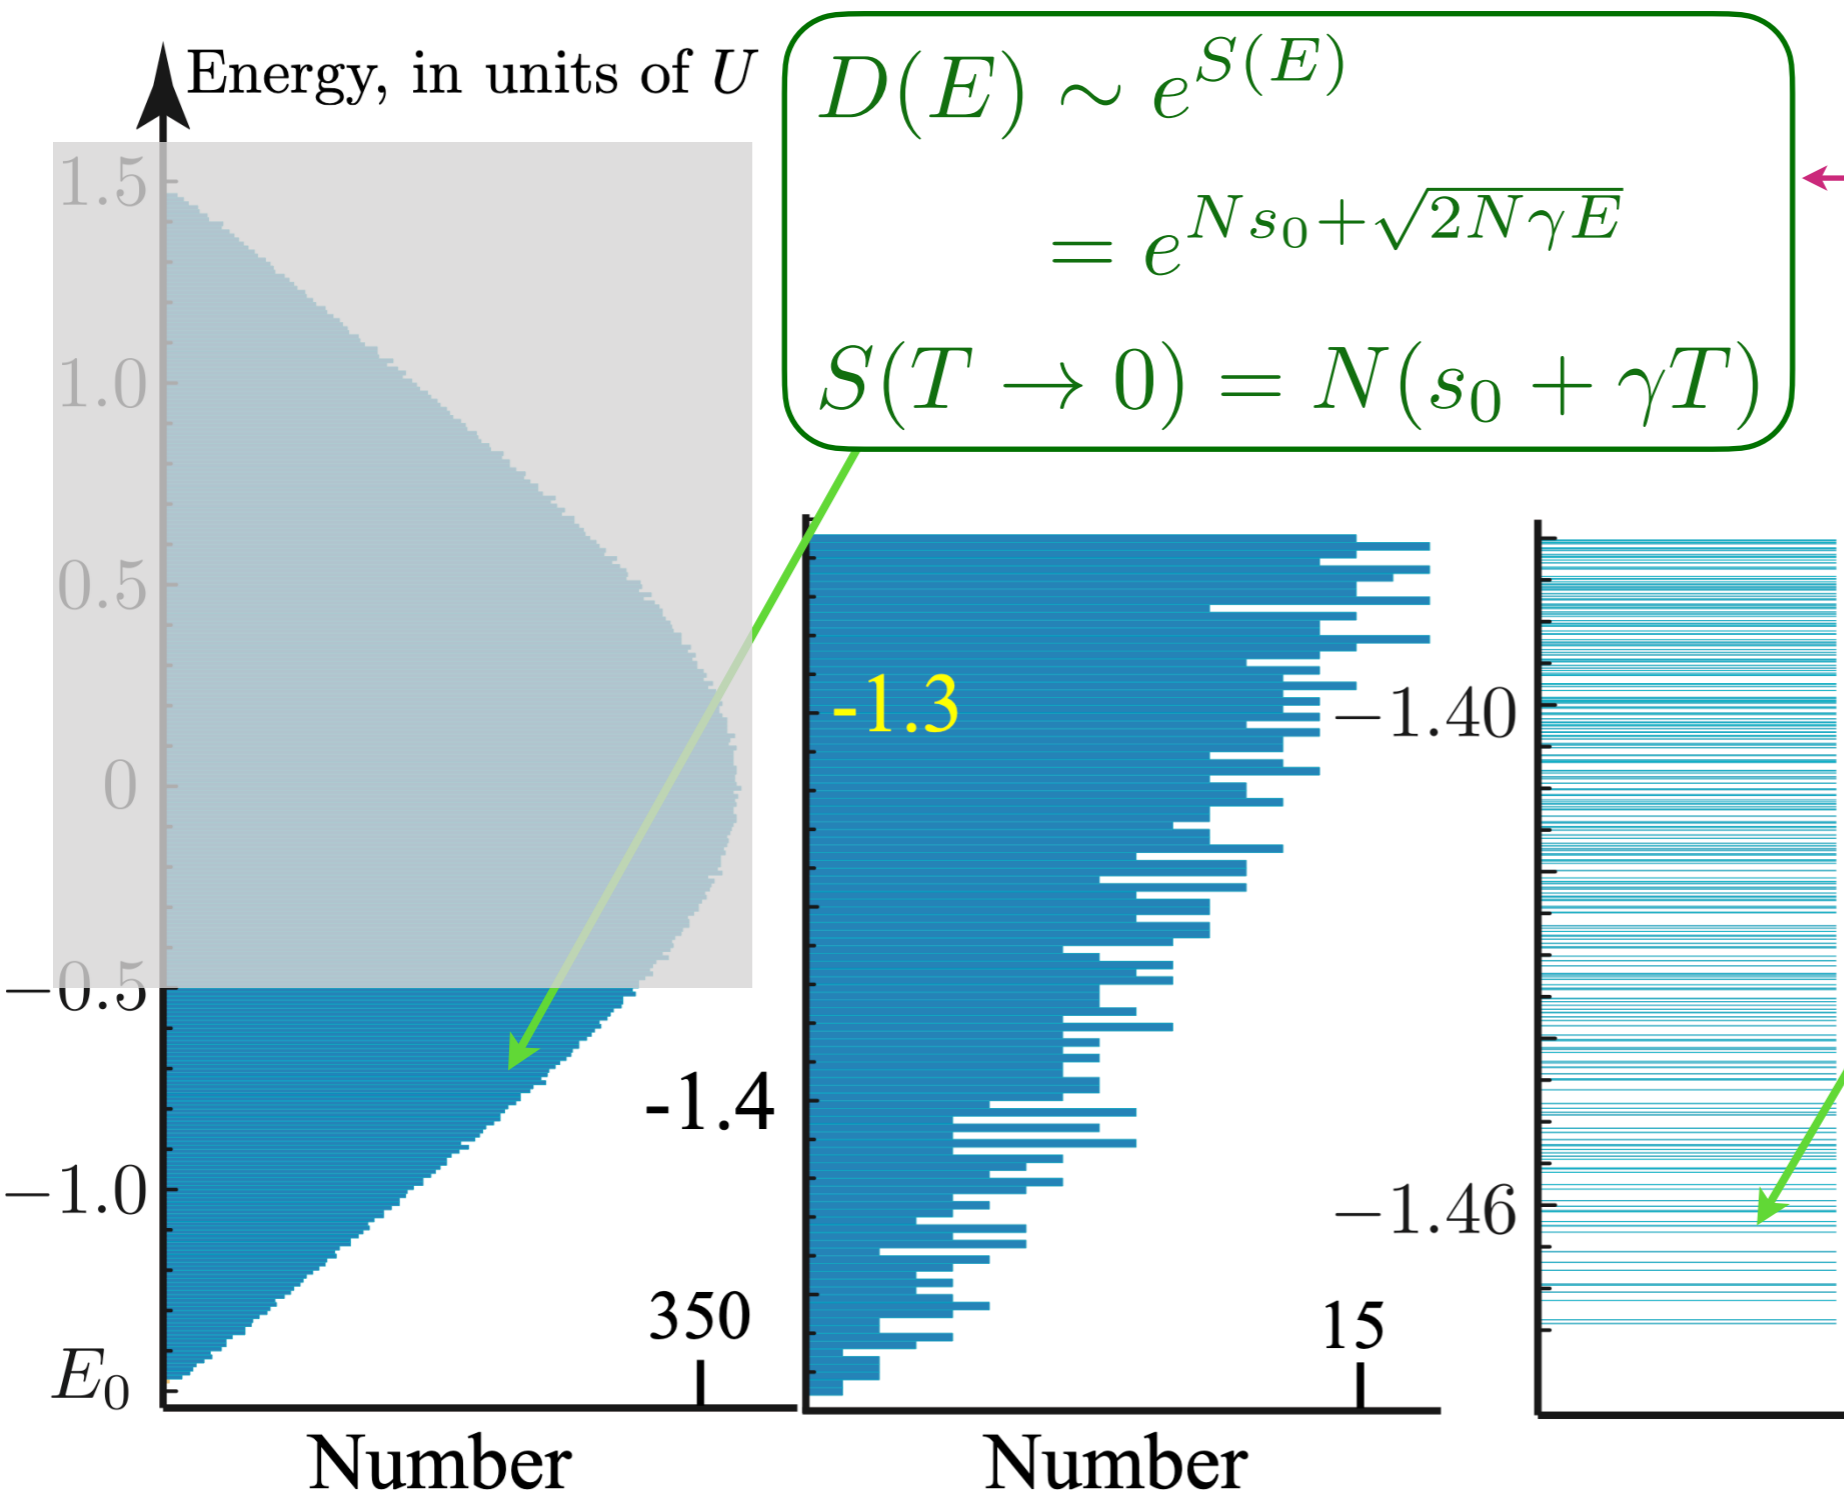 Energy, in units of U
D(E) ∼ e^{S(E)}
= e^{Ns_0+\sqrt{2NγE}}
S(T → 0) = N(s_0 + γT)
1.5
1.0
0.5
0
−0.5
−1.0
E_0
350
Number
-1.3
-1.4
15
Number
−1.40
−1.46